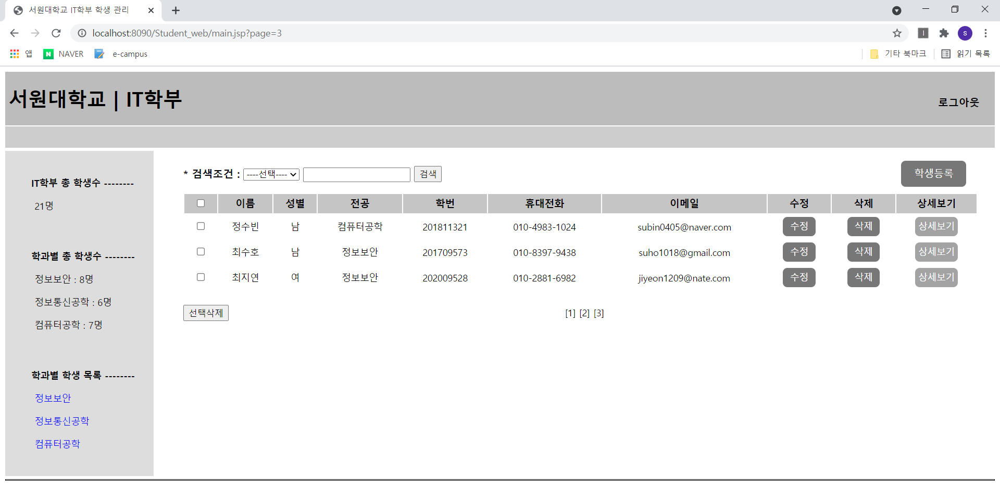 서원대학교 IT학부 학생 관리
localhost:8090/Student_web/main.jsp?page=3
S
앱 NAVER e-campus 기타 북마크 읽기 목록
서원대학교 | IT학부
로그아웃
IT학부 총 학생수 --------
21명
학과별 총 학생수 --------
정보보안 : 8명
정보통신공학 : 6명
컴퓨터공학 : 7명
학과별 학생 목록 --------
정보보안
정보통신공학
컴퓨터공학
* 검색조건 : ----선택---- 검색
학생등록
이름 성별 전공 학번 휴대전화 이메일 수정 삭제 상세보기
정수빈 남 컴퓨터공학 201811321 010-4983-1024 subin0405@naver.com 수정 삭제 상세보기
최수호 남 정보보안 201709573 010-8397-9438 suho1018@gmail.com 수정 삭제 상세보기
최지연 여 정보보안 202009528 010-2881-6982 jiyeon1209@nate.com 수정 삭제 상세보기
선택삭제 [1] [2] [3]